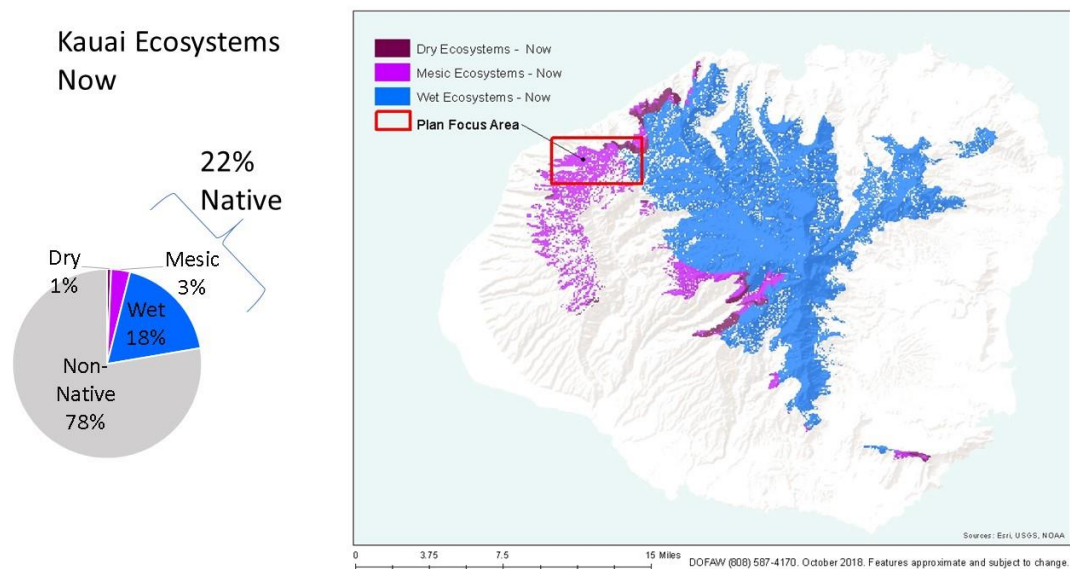 Kauai Ecosystems
Now
22%
Native
Dry
1%
Mesic
3%
Wet
18%
Non-
Native
78%
Dry Ecosystems - Now
Mesic Ecosystems - Now
Wet Ecosystems - Now
Plan Focus Area
Sources: Esri, USGS, NOAA
0 3.75 7.5 15 Miles
DOFAW (808) 587-4170. October 2018. Features approximate and subject to change.